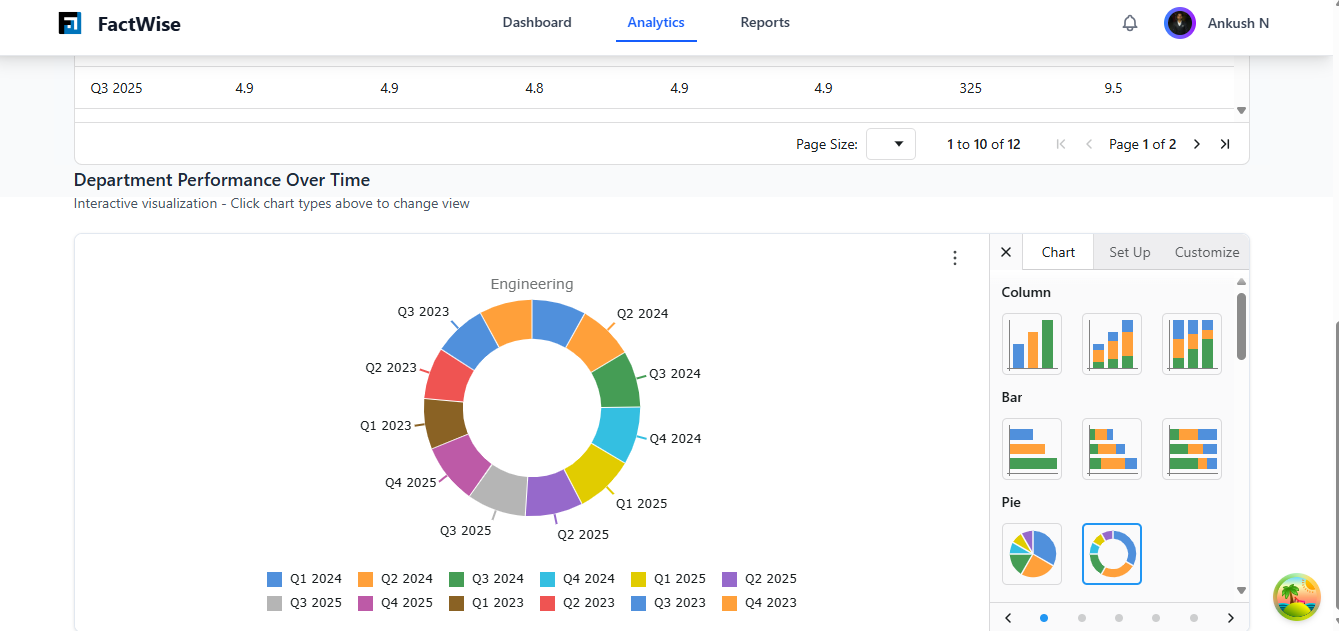 FactWise
Dashboard
Analytics
Reports
Ankush N
Q3 2025 4.9 4.9 4.8 4.9 4.9 325 9.5
Page Size: 1 to 10 of 12 Page 1 of 2
Department Performance Over Time
Interactive visualization - Click chart types above to change view
Engineering
Q3 2023
Q2 2024
Q2 2023
Q3 2024
Q1 2023
Q4 2024
Q4 2025
Q1 2025
Q3 2025
Q2 2025
Q1 2024 Q2 2024 Q3 2024 Q4 2024 Q1 2025 Q2 2025
Q3 2025 Q4 2025 Q1 2023 Q2 2023 Q3 2023 Q4 2023
Chart
Set Up
Customize
Column
Bar
Pie